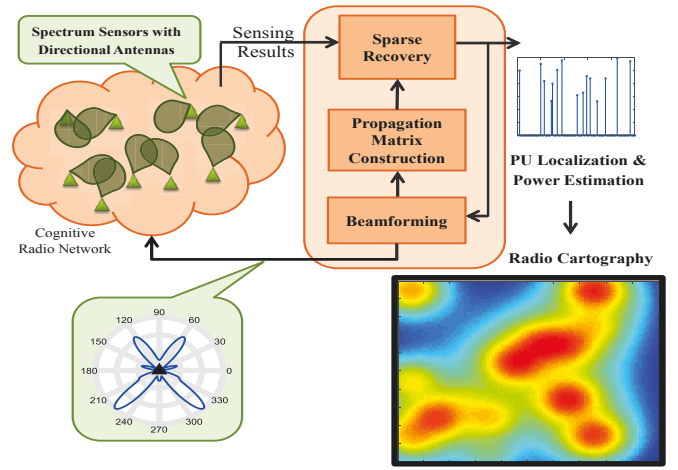 Spectrum Sensors with
Directional Antennas
Sensing
Results
Sparse
Recovery
Propagation
Matrix
Construction
Beamforming
PU Localization &
Power Estimation
Radio Cartography
Cognitive
Radio Network
90
120
60
150
30
180
0
210
330
240
300
270